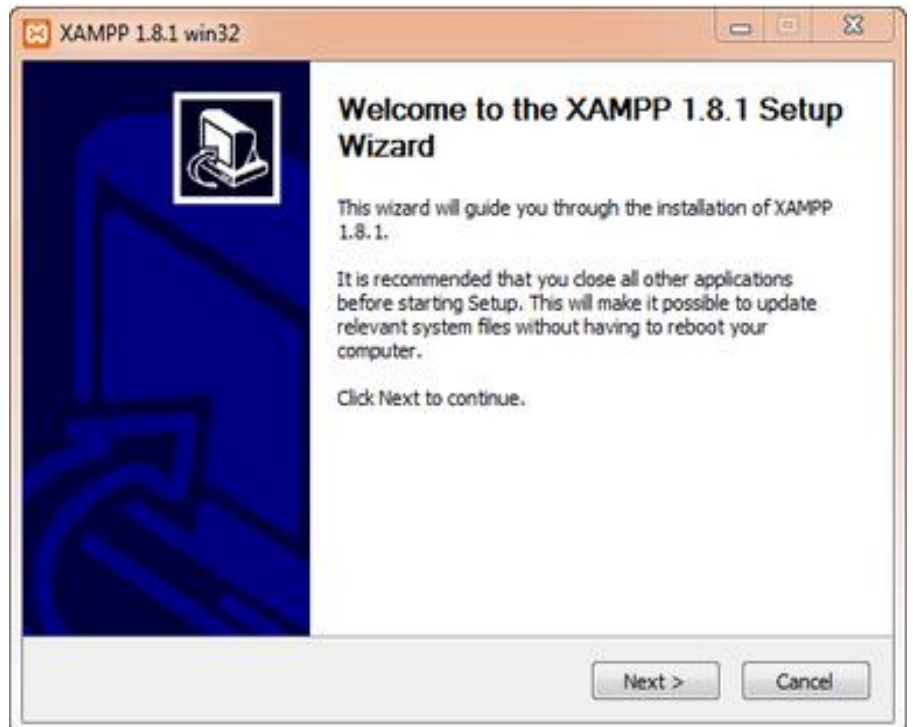 XAMPP 1.8.1 win32
Welcome to the XAMPP 1.8.1 Setup
Wizard
This wizard will guide you through the installation of XAMPP
1.8.1.
It is recommended that you close all other applications
before starting Setup. This will make it possible to update
relevant system files without having to reboot your
computer.
Click Next to continue.
Next >
Cancel